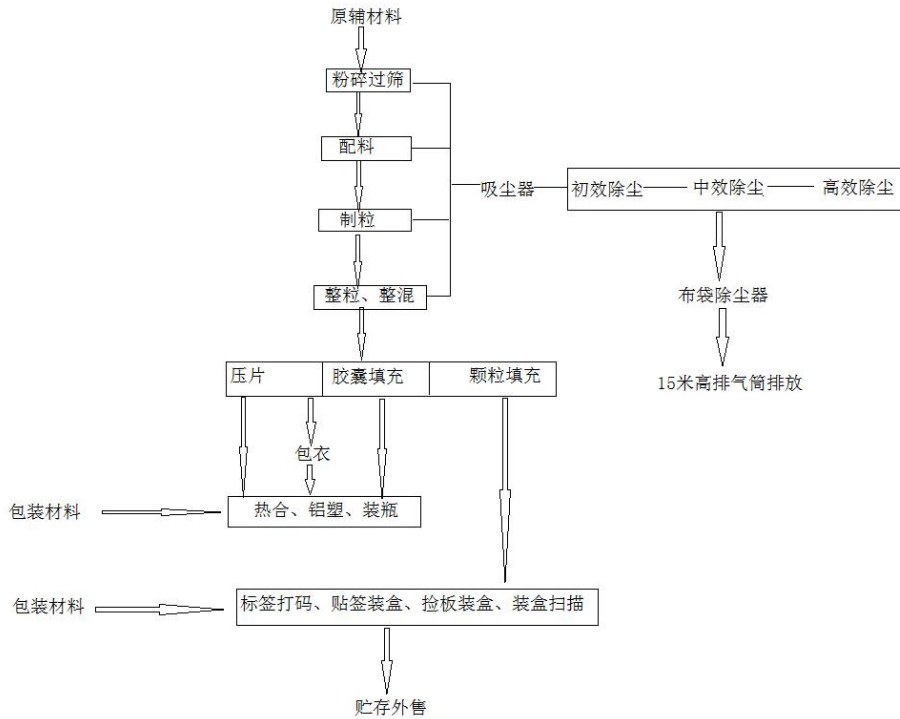 原辅材料
粉碎过筛
配料
吸尘器
初效除尘
中效除尘
高效除尘
制粒
整粒、整混
布袋除尘器
压片
胶囊填充
颗粒填充
15米高排气筒排放
包衣
包装材料
热合、铝塑、装瓶
包装材料
标签打码、贴签装盒、捡板装盒、装盒扫描
贮存外售